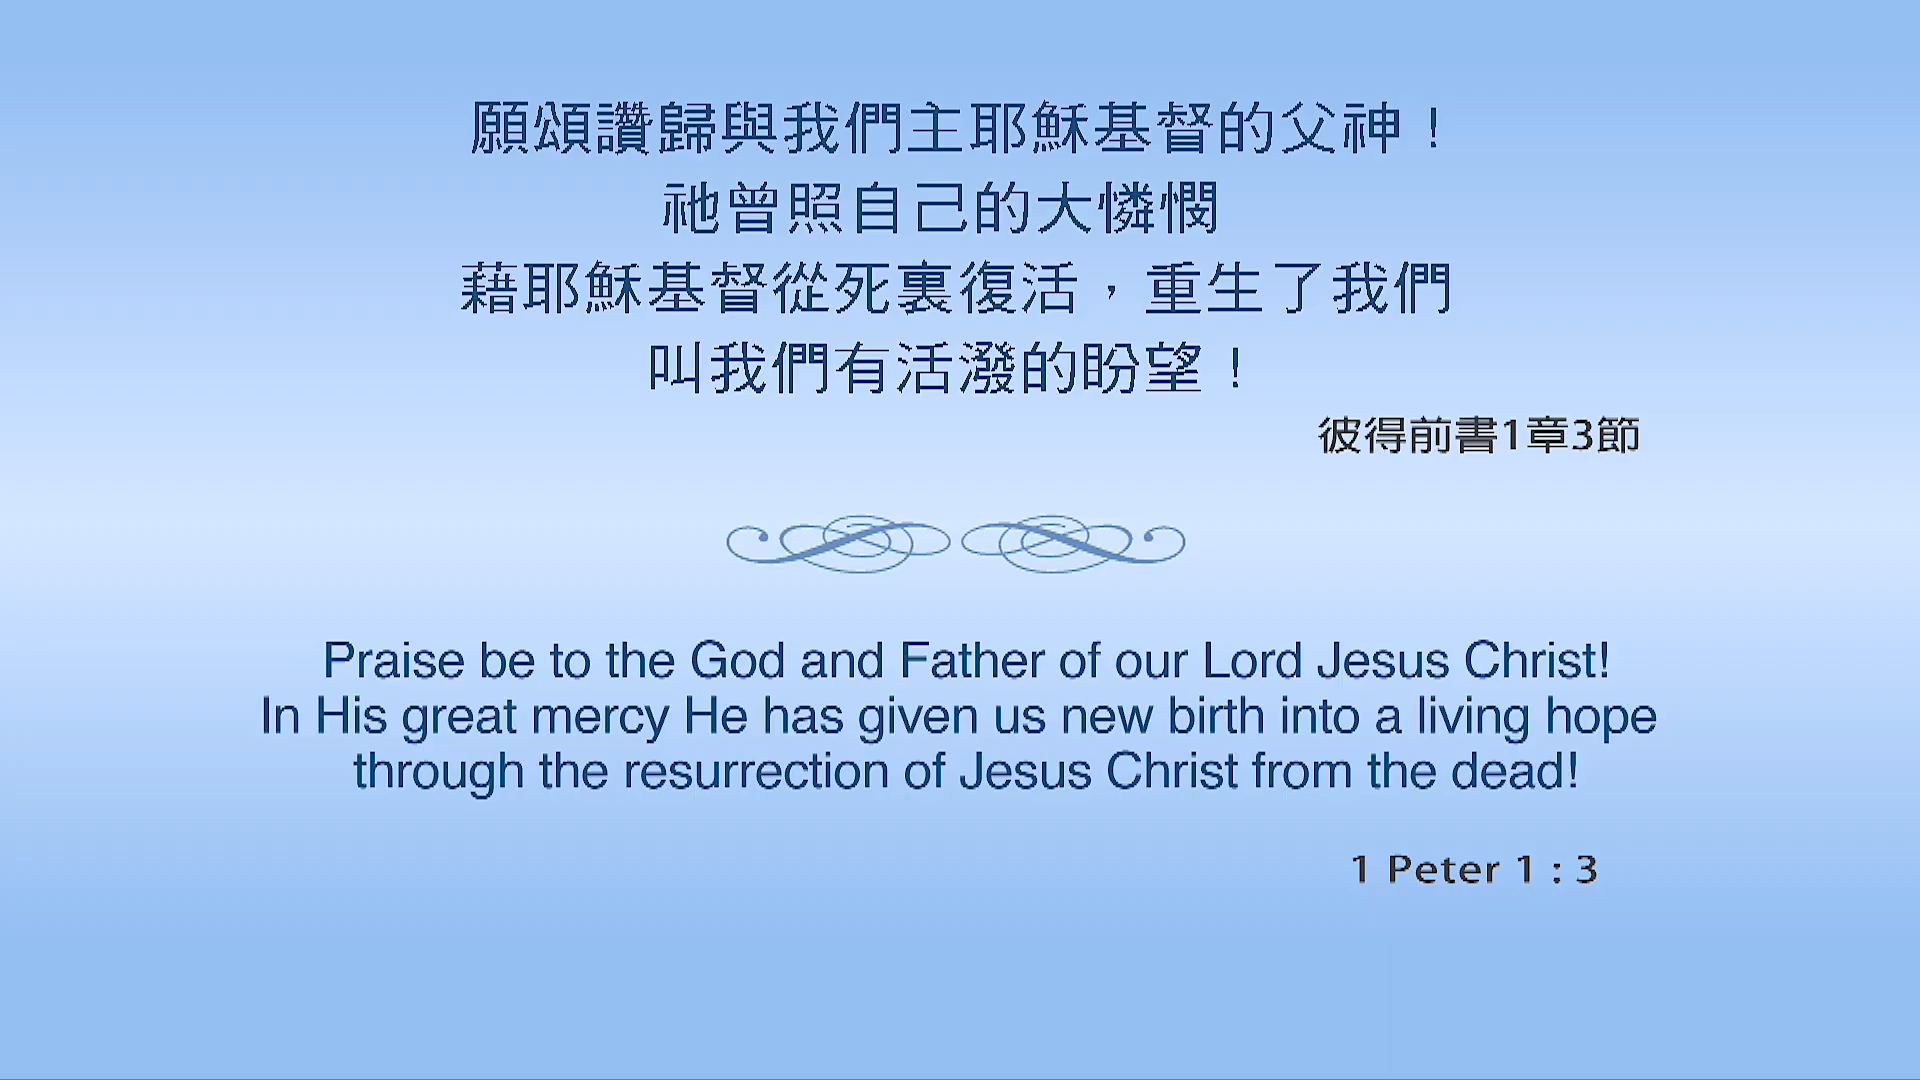 願頌讚歸與我們主耶穌基督的父神！
祂曾照自己的大憐憫
藉耶穌基督從死裏復活，重生了我們
叫我們有活潑的盼望！
彼得前書1章3節
Praise be to the God and Father of our Lord Jesus Christ!
In His great mercy He has given us new birth into a living hope
through the resurrection of Jesus Christ from the dead!
1 Peter 1 : 3